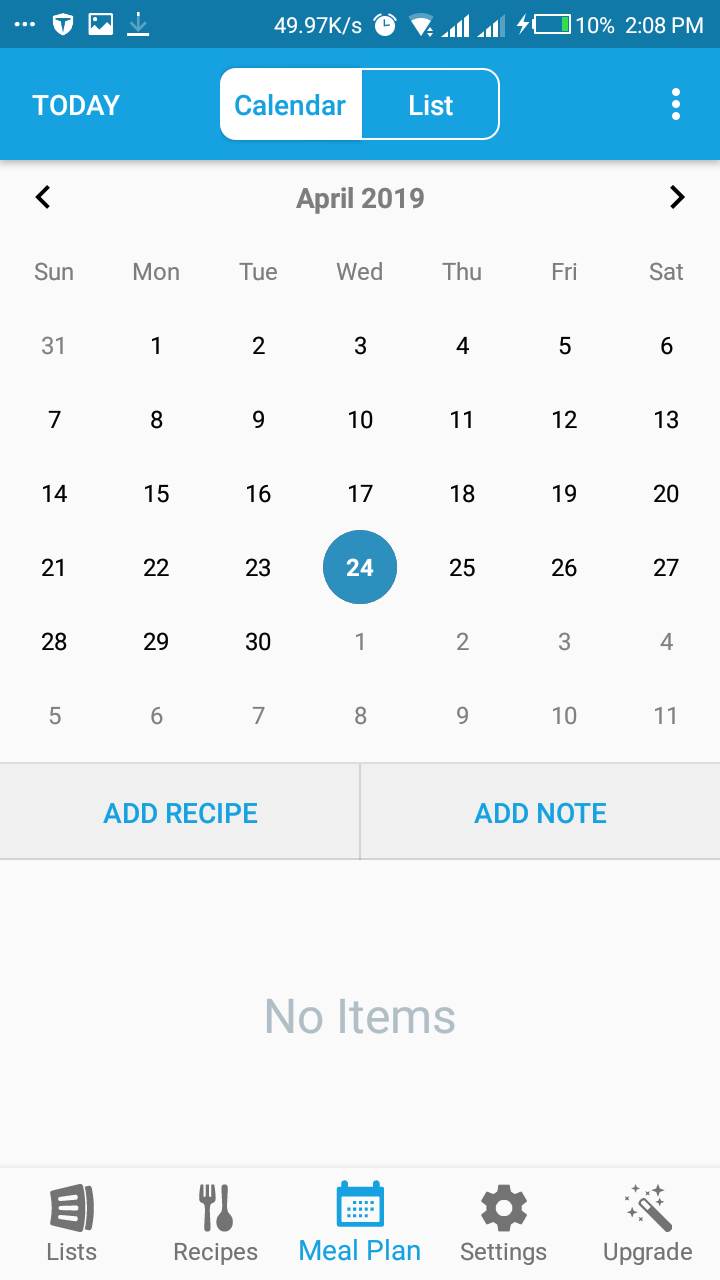 49.97K/s 10% 2:08 PM
TODAY Calendar List
April 2019
Sun Mon Tue Wed Thu Fri Sat
31 1 2 3 4 5 6
7 8 9 10 11 12 13
14 15 16 17 18 19 20
21 22 23 24 25 26 27
28 29 30 1 2 3 4
5 6 7 8 9 10 11
ADD RECIPE ADD NOTE
No Items
Lists Recipes Meal Plan Settings Upgrade